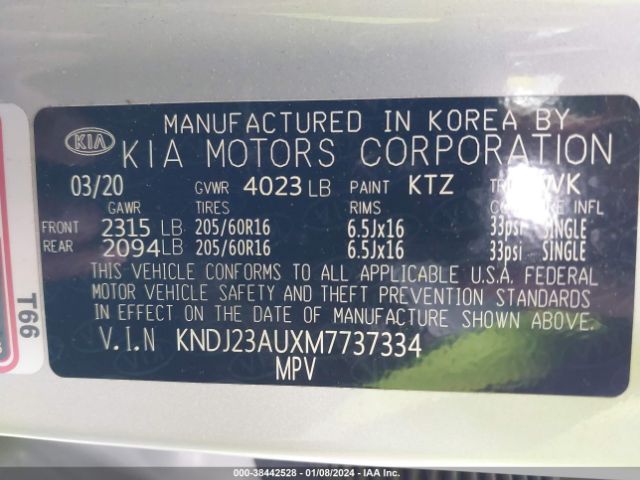 MANUFACTURED IN KOREA BY
KIA KIA MOTORS CORPORATION
03/20 GVWR 4023 LB PAINT KTZ
GAWR TIRES RIMS INFL
FRONT 2315 LB 205/60R16 6.5Jx16 33psi SINGLE
REAR 2094 LB 205/60R16 6.5Jx16 33psi SINGLE
THIS VEHICLE CONFORMS TO ALL APPLICABLE U.S.A. FEDERAL
MOTOR VEHICLE SAFETY AND THEFT PREVENTION STANDARDS
IN EFFECT ON THE DATE OF MANUFACTURE SHOWN ABOVE.
V.I.N KNDJ23AUXM7737334
MPV
T66
000-38442528 - 01/08/2024 - IAA Inc.